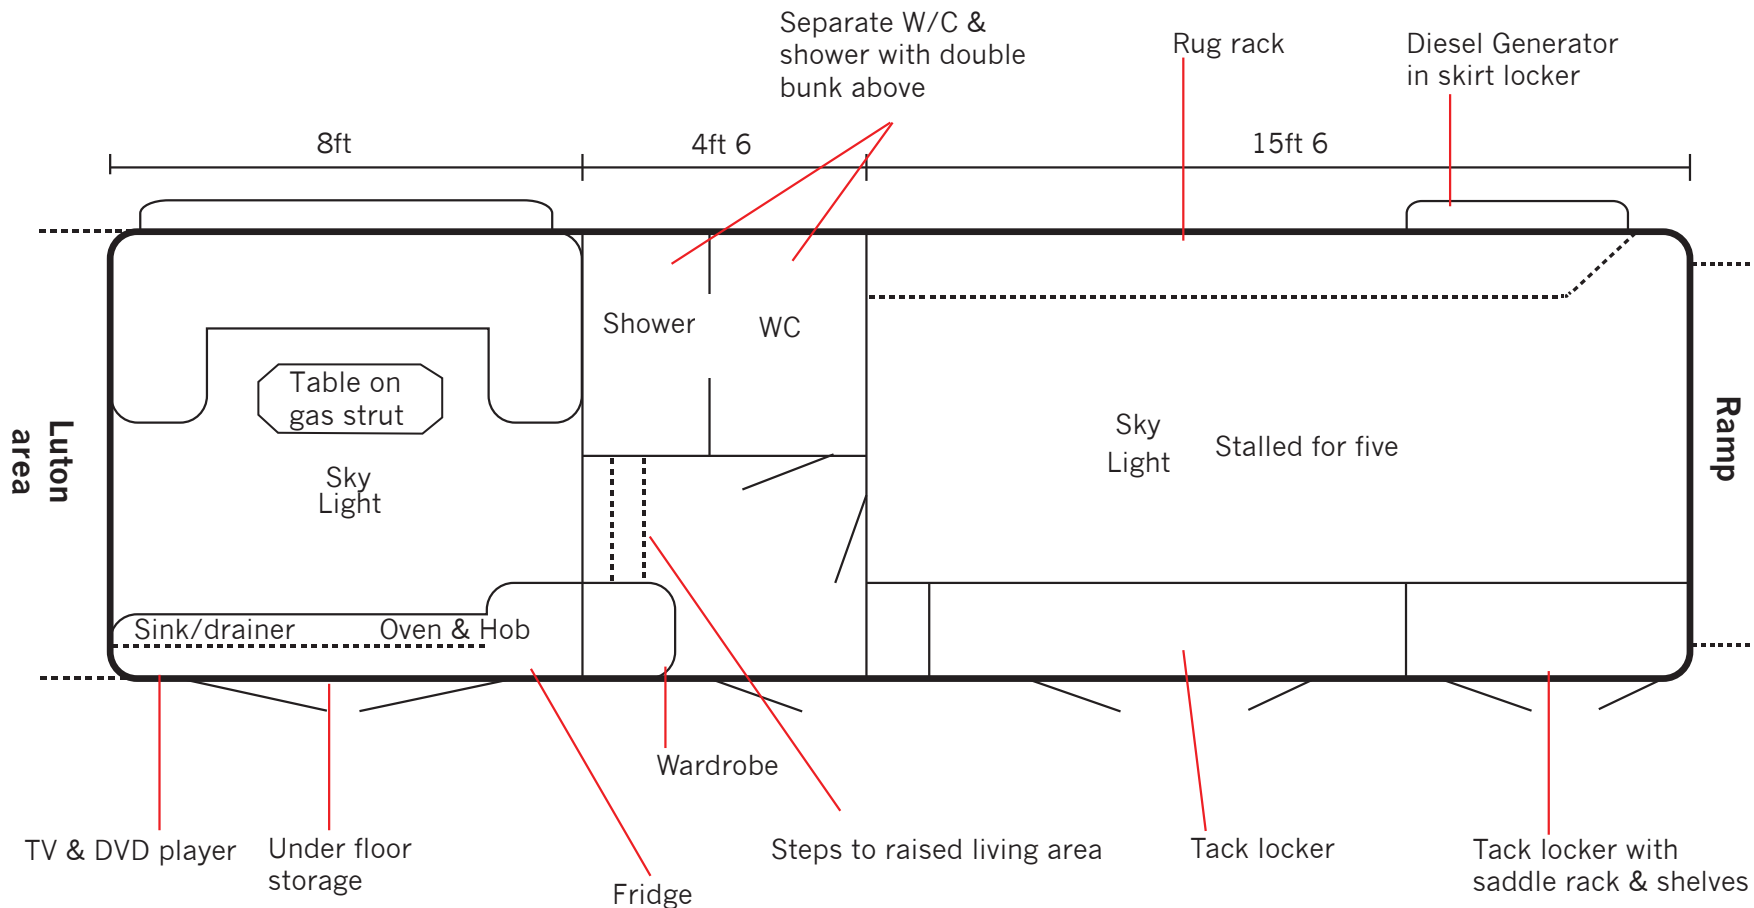 Separate W/C &
shower with double
bunk above
Rug rack
Diesel Generator
in skirt locker
8ft
4ft 6
15ft 6
Shower
WC
Table on
gas strut
Sky
Light
Sky
Light
Stalled for five
Luton
area
Ramp
Sink/drainer
Oven & Hob
Wardrobe
TV & DVD player
Under floor
storage
Fridge
Steps to raised living area
Tack locker
Tack locker with
saddle rack & shelves